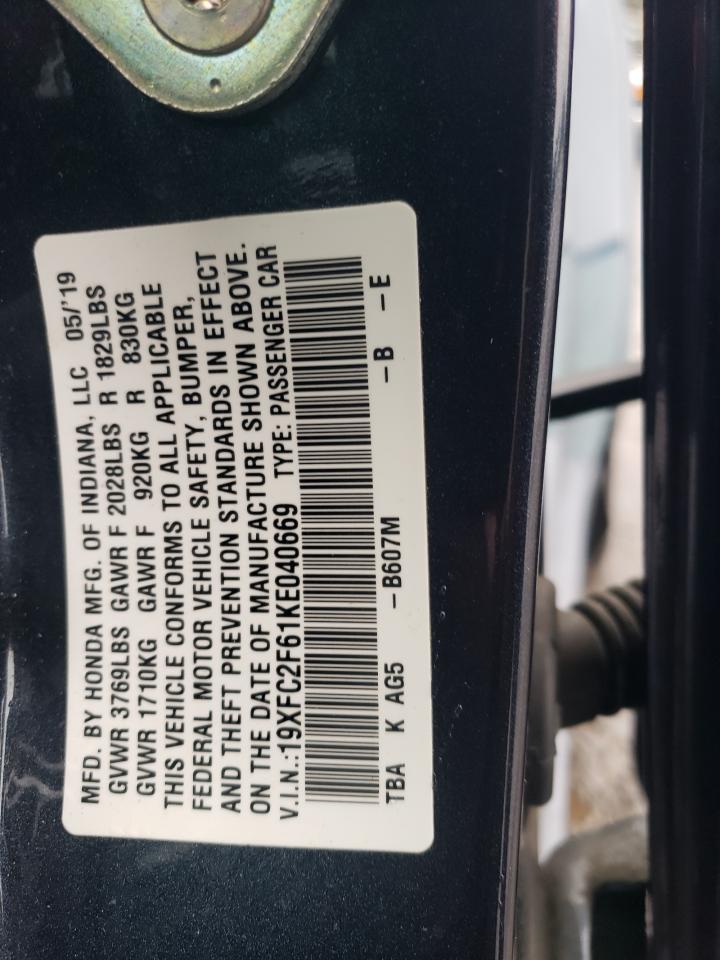 MFD. BY HONDA MFG. OF INDIANA, LLC 05/'19
GVWR 3769LBS GAWR F 2028LBS R 1829LBS
GVWR 1710KG GAWR F 920KG R 830KG
THIS VEHICLE CONFORMS TO ALL APPLICABLE
FEDERAL MOTOR VEHICLE SAFETY, BUMPER,
AND THEFT PREVENTION STANDARDS IN EFFECT
ON THE DATE OF MANUFACTURE SHOWN ABOVE.
V.I.N.:19XFC2F61KE040669 TYPE: PASSENGER CAR
TBA K AG5 -B607M -B -E